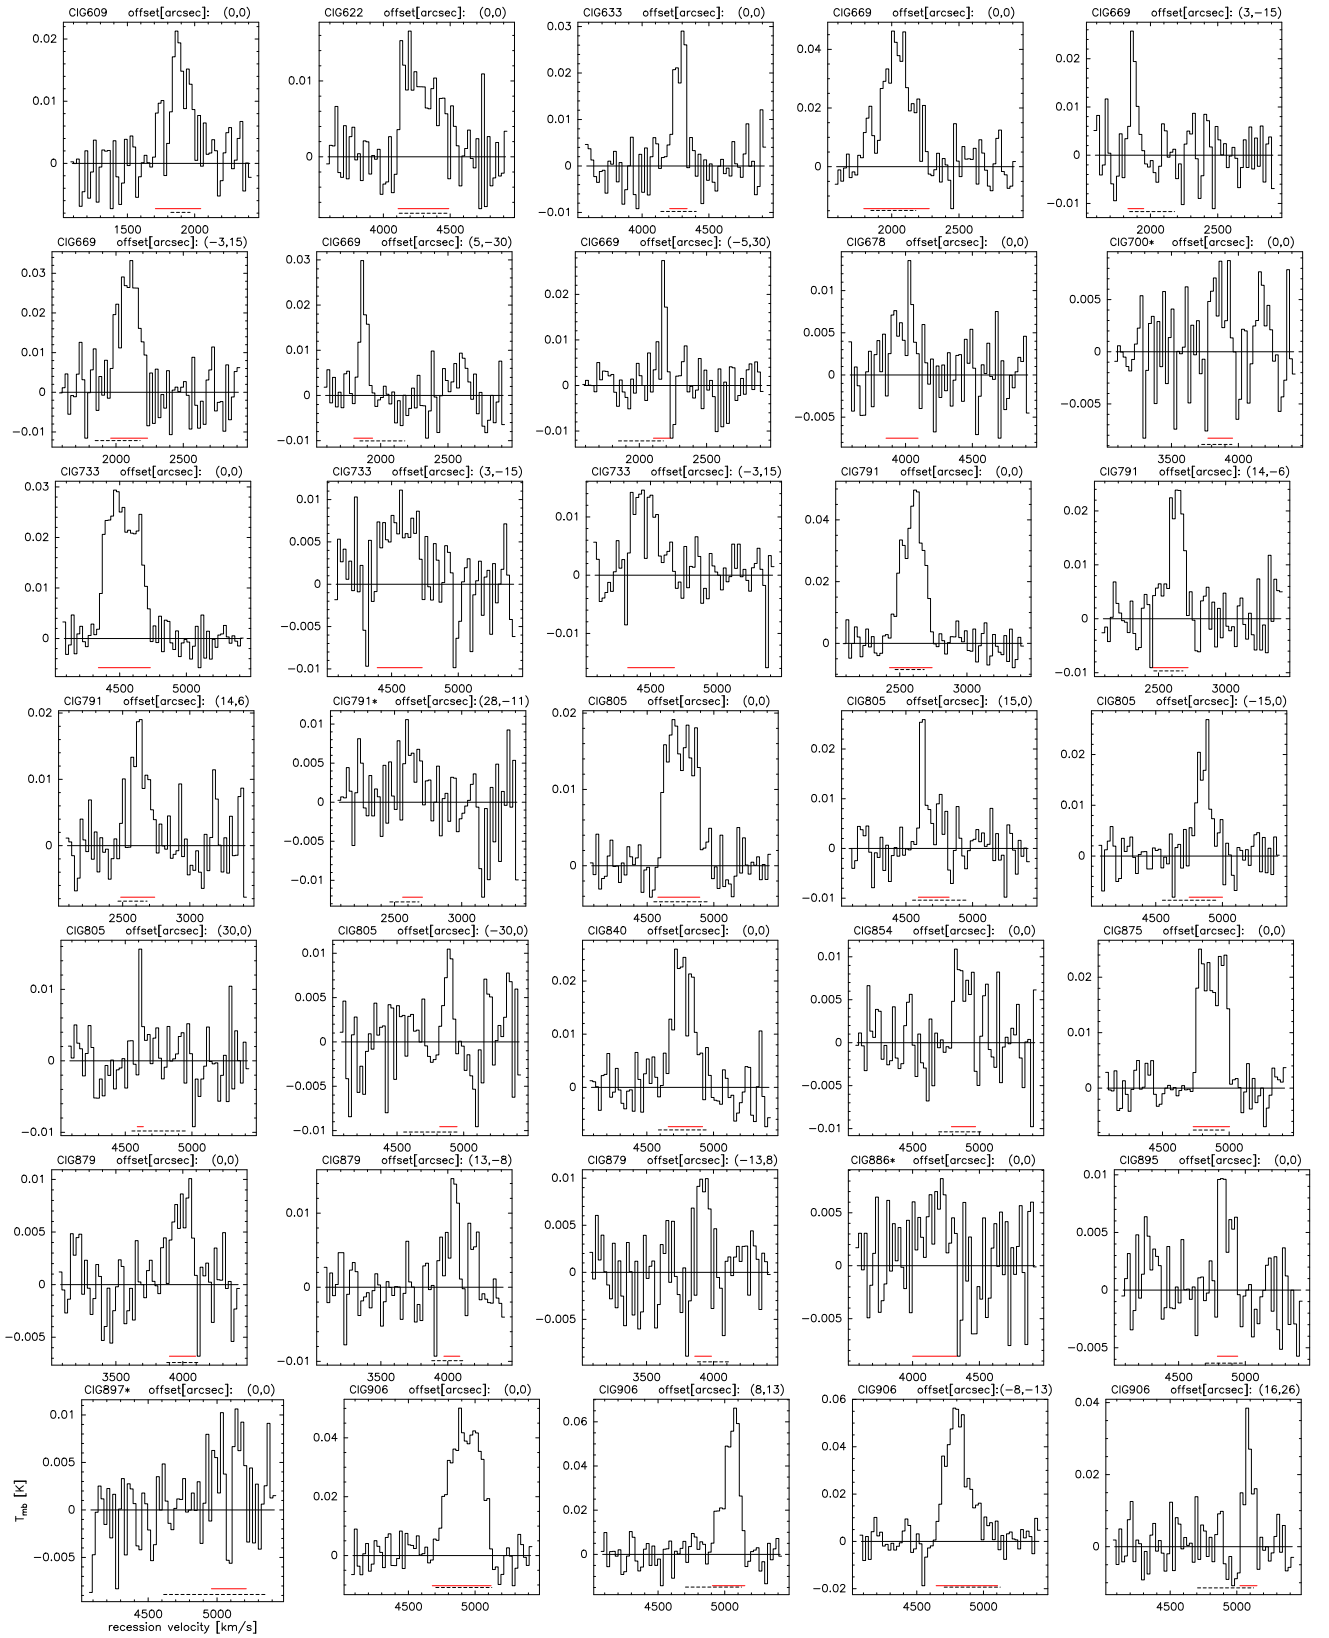 CIG609 offset[arcsec]: (0,0) CIG622 offset[arcsec]: (0,0) CIG633 offset[arcsec]: (0,0) CIG669 offset[arcsec]: (0,0) CIG669 offset[arcsec]: (3,−15)
0.02 0.01 0
0.01 0
0.03 0.02 0.01 0 −0.01
0.04 0.02 0
0.02 0.01 0 −0.01
1500 2000 4000 4500 4000 4500 2000 2500 2000 2500
CIG669 offset[arcsec]: (−3,15) CIG669 offset[arcsec]: (5,−30) CIG669 offset[arcsec]: (−5,30) CIG678 offset[arcsec]: (0,0) CIG700* offset[arcsec]: (0,0)
0.03 0.02 0.01 0 −0.01
0.03 0.02 0.01 0 −0.01
0.02 0.01 0 −0.01
0.01 0.005 0 −0.005
0.005 0 −0.005
2000 2500 2000 2500 2000 2500 4000 4500 3500 4000
CIG733 offset[arcsec]: (0,0) CIG733 offset[arcsec]: (3,−15) CIG733 offset[arcsec]: (−3,15) CIG791 offset[arcsec]: (0,0) CIG791 offset[arcsec]: (14,−6)
0.03 0.02 0.01 0
0.01 0.005 0 −0.005 −0.01
0.01 0 −0.01
0.04 0.02 0
0.02 0.01 0 −0.01
4500 5000 4500 5000 4500 5000 2500 3000 2500 3000
CIG791 offset[arcsec]: (14,6) CIG791* offset[arcsec]: (28,−11) CIG805 offset[arcsec]: (0,0) CIG805 offset[arcsec]: (15,0) CIG805 offset[arcsec]: (−15,0)
0.02 0.01 0
0.01 0.005 0 −0.005 −0.01
0.02 0.01 0
0.02 0.01 0 −0.01
0.02 0.01 0
2500 3000 2500 3000 4500 5000 4500 5000 4500 5000
CIG805 offset[arcsec]: (30,0) CIG805 offset[arcsec]: (−30,0) CIG840 offset[arcsec]: (0,0) CIG854 offset[arcsec]: (0,0) CIG875 offset[arcsec]: (0,0)
0.01 0 −0.01
0.01 0.005 0 −0.005 −0.01
0.02 0.01 0
0.01 0.005 0 −0.005 −0.01
0.02 0.01 0
4500 5000 4500 5000 4500 5000 4500 5000 4500 5000
CIG879 offset[arcsec]: (0,0) CIG879 offset[arcsec]: (13,−8) CIG879 offset[arcsec]: (−13,8) CIG886* offset[arcsec]: (0,0) CIG895 offset[arcsec]: (0,0)
0.01 0.005 0 −0.005
0.01 0 −0.01
0.01 0.005 0 −0.005
0.005 0 −0.005
0.01 0.005 0 −0.005
3500 4000 3500 4000 3500 4000 4000 4500 4500 5000
CIG897* offset[arcsec]: (0,0) CIG906 offset[arcsec]: (0,0) CIG906 offset[arcsec]: (8,13) CIG906 offset[arcsec]: (−8,−13) CIG906 offset[arcsec]: (16,26)
0.01 0.005 0 −0.005
0.04 0.02 0
0.06 0.04 0.02 0
0.06 0.04 0.02 0 −0.02
0.04 0.02 0
4500 5000 4500 5000 4500 5000 4500 5000 4500 5000
Tmb [K]
recession velocity [km/s]